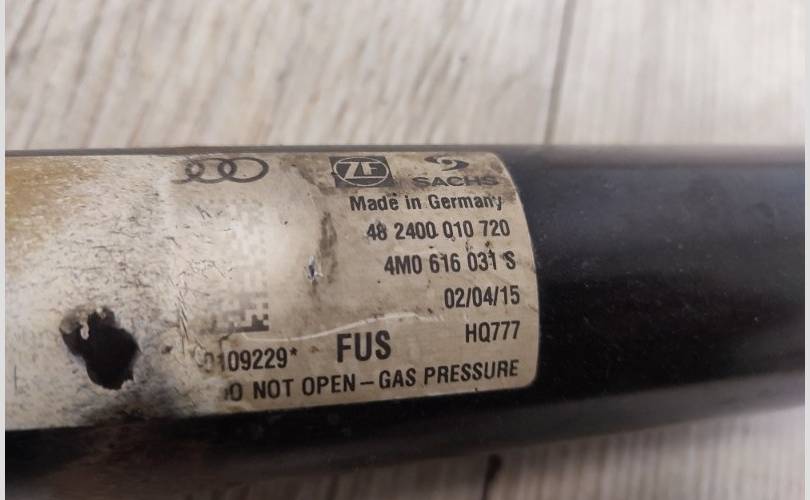 ZF SACHS
Made in Germany
48 2400 010 720
4M0 616 031 S
02/04/15
HQ777
0109229* FUS
NOT OPEN – GAS PRESSURE